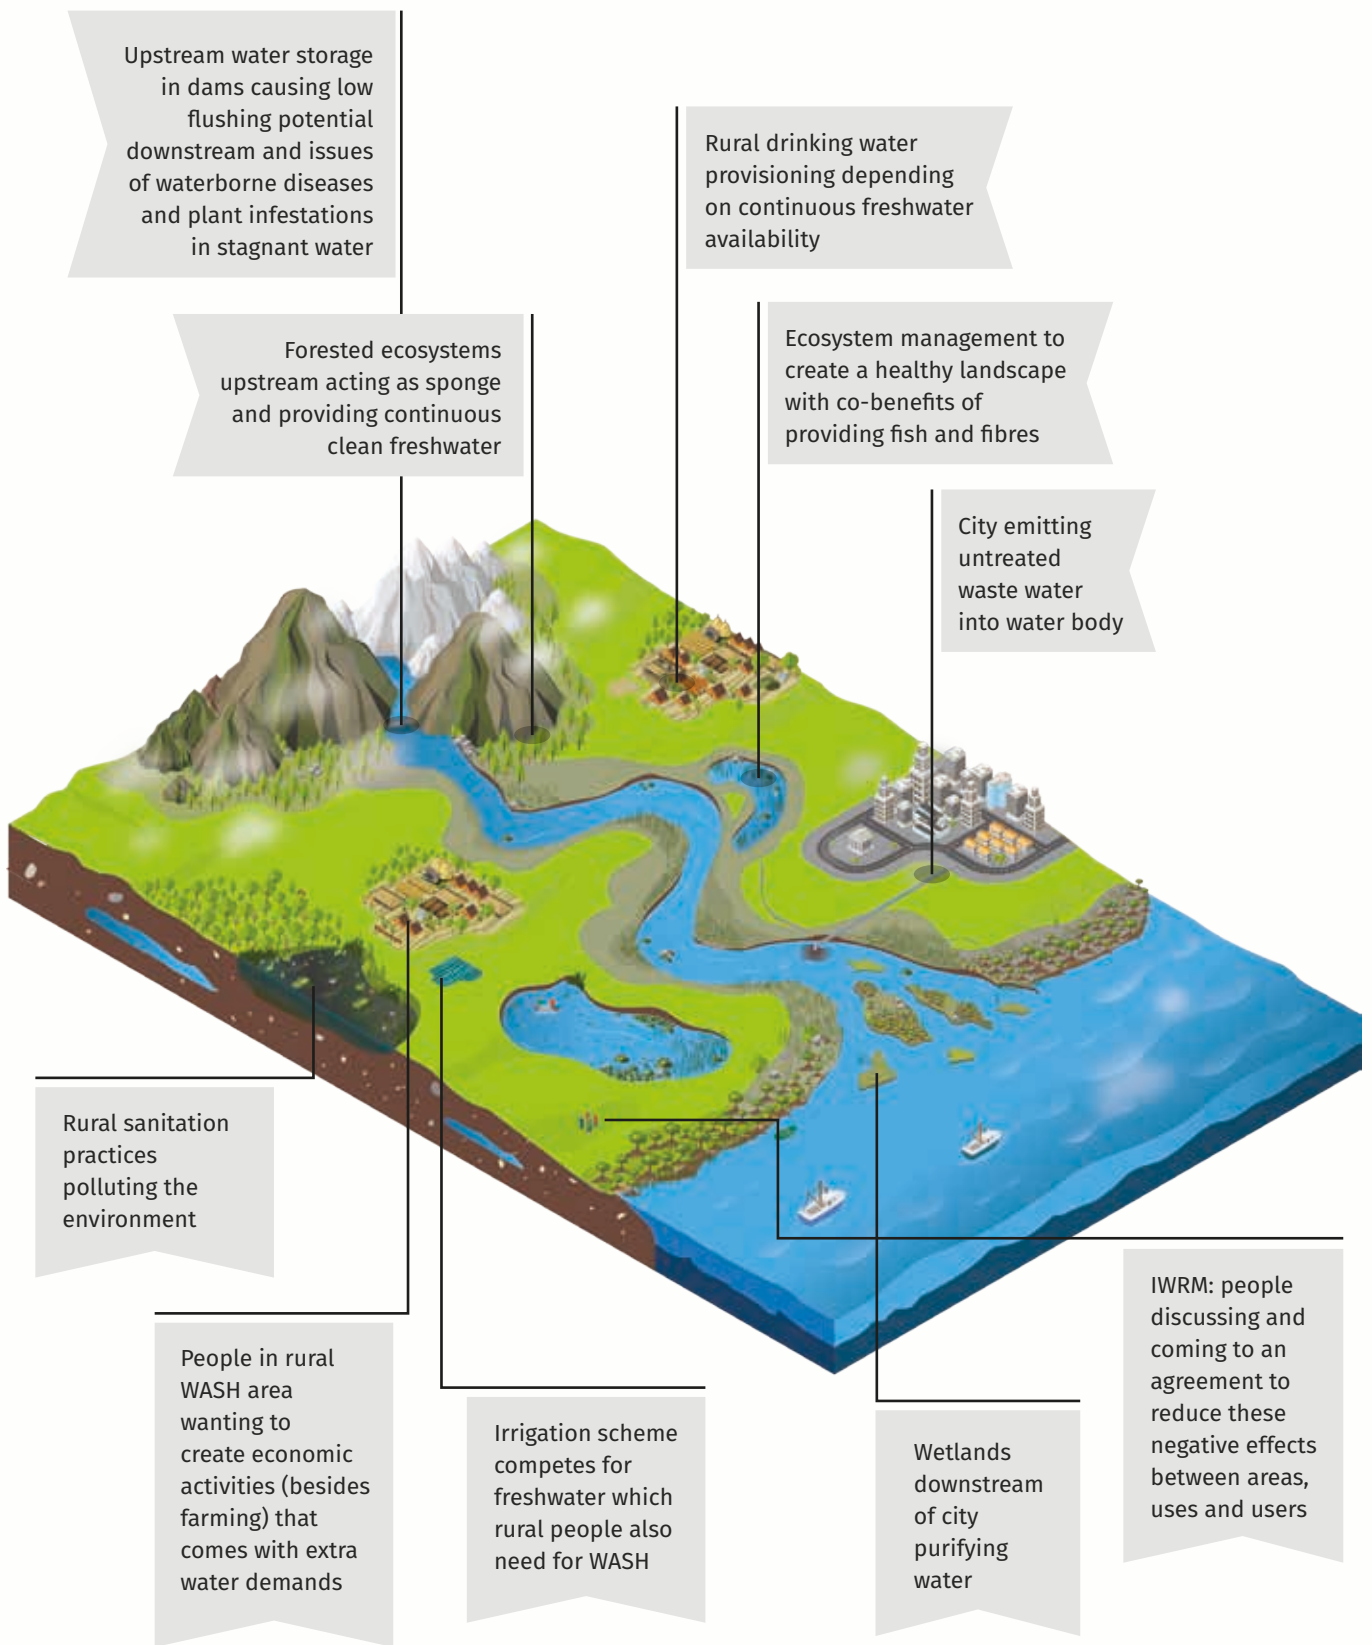 Upstream water storage
in dams causing low
flushing potential
downstream and issues
of waterborne diseases
and plant infestations
in stagnant water
Rural drinking water
provisioning depending
on continuous freshwater
availability
Forested ecosystems
upstream acting as sponge
and providing continuous
clean freshwater
Ecosystem management to
create a healthy landscape
with co-benefits of
providing fish and fibres
City emitting
untreated
waste water
into water body
Rural sanitation
practices
polluting the
environment
People in rural
WASH area
wanting to
create economic
activities (besides
farming) that
comes with extra
water demands
Irrigation scheme
competes for
freshwater which
rural people also
need for WASH
Wetlands
downstream
of city
purifying
water
IWRM: people
discussing and
coming to an
agreement to
reduce these
negative effects
between areas,
uses and users